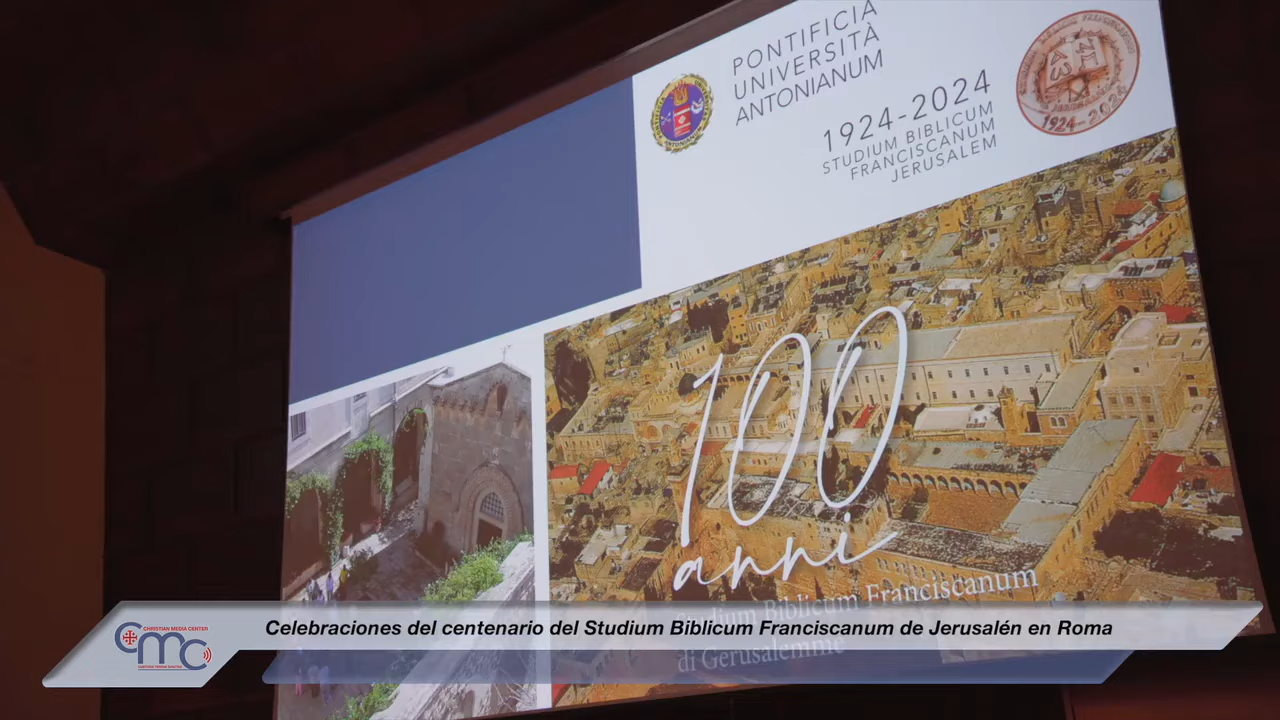 PONTIFICIA
UNIVERSITÀ
ANTONIANUM
1924-2024
STUDIUM BIBLICUM
FRANCISCANUM
JERUSALEM
1924-2024
100
anni
Studium Biblicum Franciscanum
di Gerusalemme
CHRISTIAN MEDIA CENTER
CMC
Celebraciones del centenario del Studium Biblicum Franciscanum de Jerusalén en Roma